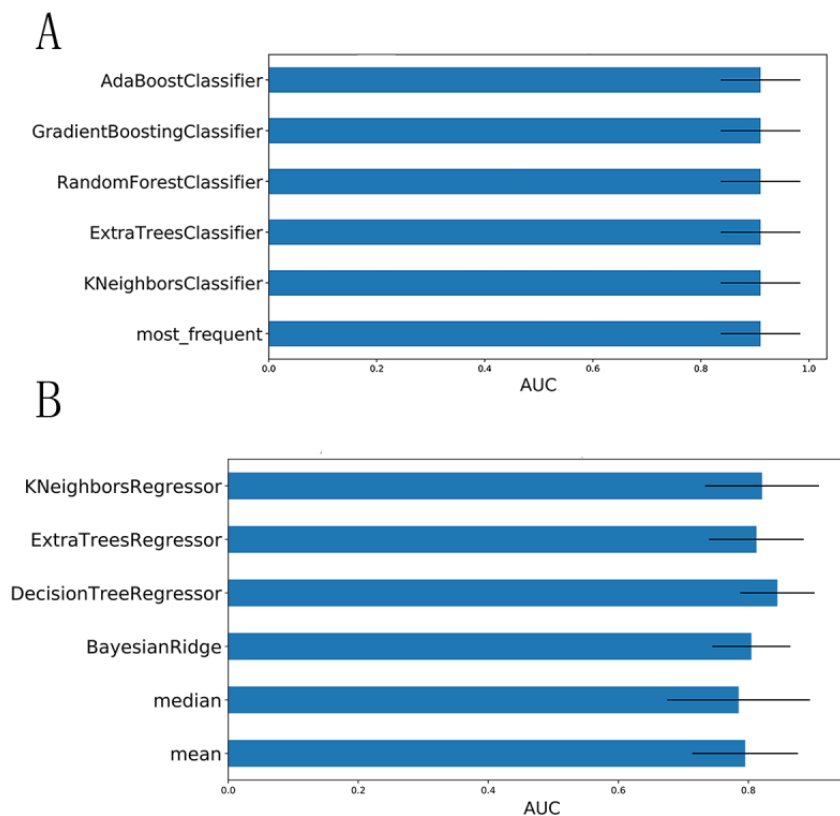 A
AdaBoostClassifier
GradientBoostingClassifier
RandomForestClassifier
ExtraTreesClassifier
KNeighborsClassifier
most_frequent
0.0 0.2 0.4 0.6 0.8 1.0
AUC
B
KNeighborsRegressor
ExtraTreesRegressor
DecisionTreeRegressor
BayesianRidge
median
mean
0.0 0.2 0.4 0.6 0.8
AUC